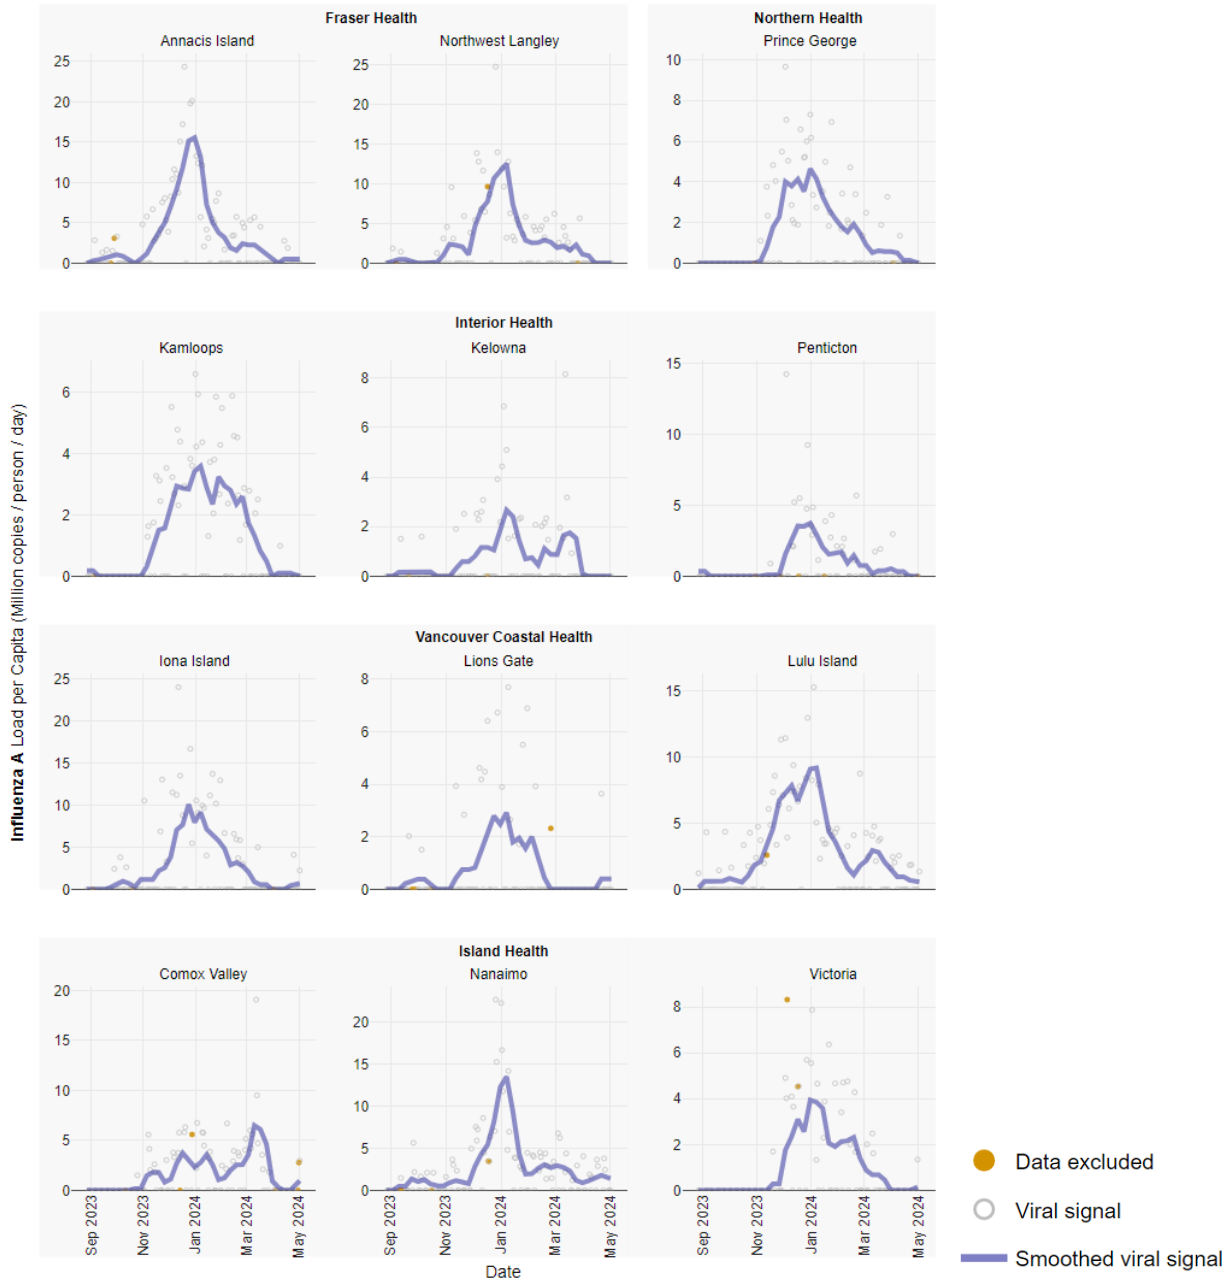 Fraser Health
Northern Health
Annacis Island
Northwest Langley
Prince George
25
20
15
10
5
0
25
20
15
10
5
0
10
8
6
4
2
0
Interior Health
Kamloops
Kelowna
Penticton
6
4
2
0
8
6
4
2
0
15
10
5
0
Influenza A Load per Capita (Million copies / person / day)
Vancouver Coastal Health
Iona Island
Lions Gate
Lulu Island
25
20
15
10
5
0
8
6
4
2
0
15
10
5
0
Island Health
Comox Valley
Nanaimo
Victoria
20
15
10
5
0
20
15
10
5
0
8
6
4
2
0
Sep 2023
Nov 2023
Jan 2024
Mar 2024
May 2024
Sep 2023
Nov 2023
Jan 2024
Mar 2024
May 2024
Sep 2023
Nov 2023
Jan 2024
Mar 2024
May 2024
Date
Data excluded
Viral signal
Smoothed viral signal